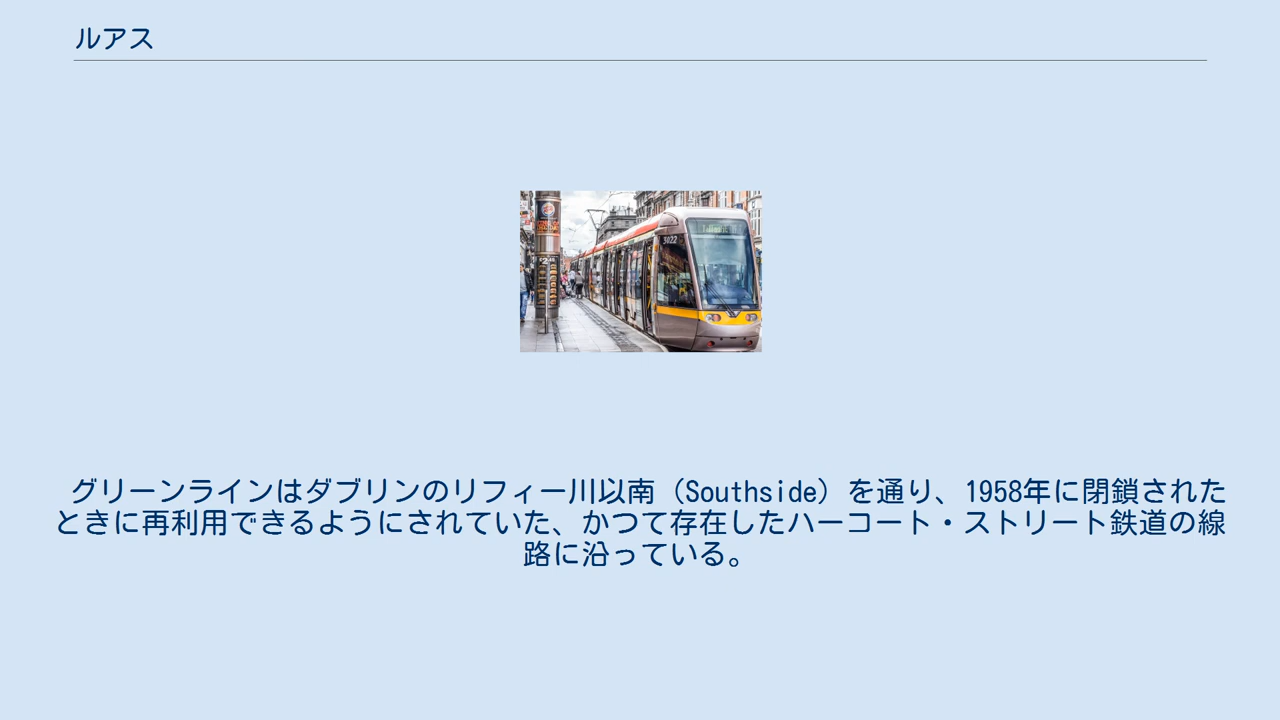 ルアス
3022
グリーンラインはダブリンのリフィー川以南（Southside）を通り、1958年に閉鎖された
ときに再利用できるようにされていた、かつて存在したハーコート・ストリート鉄道の線
路に沿っている。